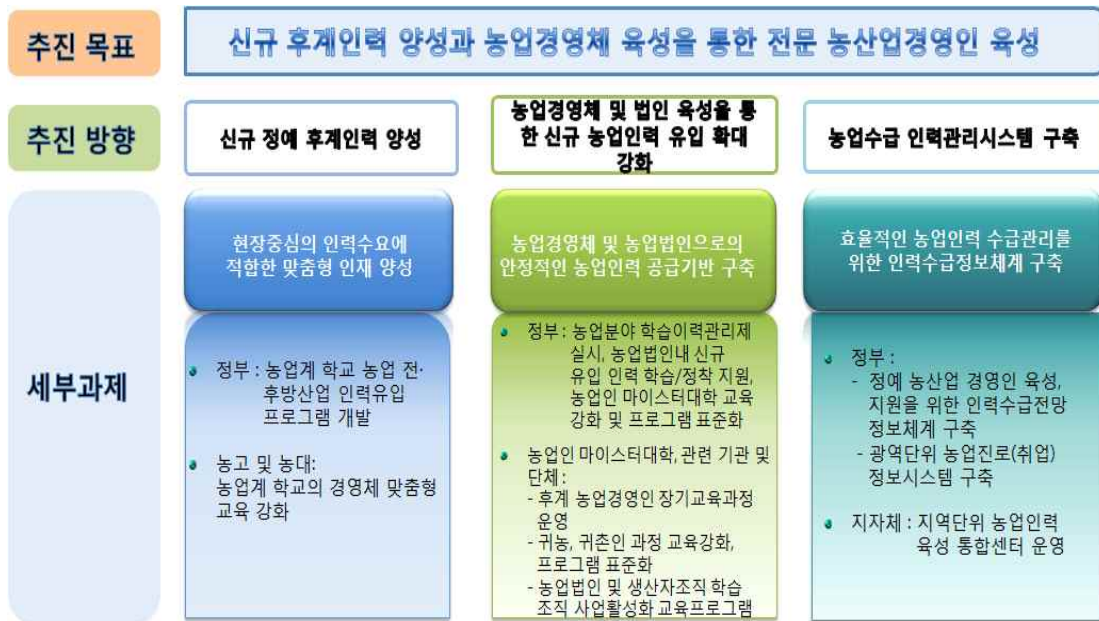 추진 목표
신규 후계인력 양성과 농업경영체 육성을 통한 전문 농산업경영인 육성
추진 방향
신규 정예 후계인력 양성
농업경영체 및 법인 육성을 통
한 신규 농업인력 유입 확대
강화
농업수급 인력관리시스템 구축
세부과제
현장중심의 인력수요에
적합한 맞춤형 인재 양성
정부 : 농업계 학교 농업 전·
후방산업 인력유입
프로그램 개발
농고 및 농대:
농업계 학교의 경영체 맞춤형
교육 강화
농업경영체 및 농업법인으로의
안정적인 농업인력 공급기반 구축
정부 : 농업분야 학습이력관리제
실시, 농업법인내 신규
유입 인력 학습/정착 지원,
농업인 마이스터대학 교육
강화 및 프로그램 표준화
농업인 마이스터대학, 관련 기관 및
단체 :
- 후계 농업경영인 장기교육과정
운영
- 귀농, 귀촌인 과정 교육강화,
프로그램 표준화
- 농업법인 및 생산자조직 학습
조직 사업활성화 교육프로그램
효율적인 농업인력 수급관리를
위한 인력수급정보체계 구축
정부 :
- 정예 농산업 경영인 육성,
지원을 위한 인력수급전망
정보체계 구축
- 광역단위 농업진로(취업)
정보시스템 구축
지자체 : 지역단위 농업인력
육성 통합센터 운영